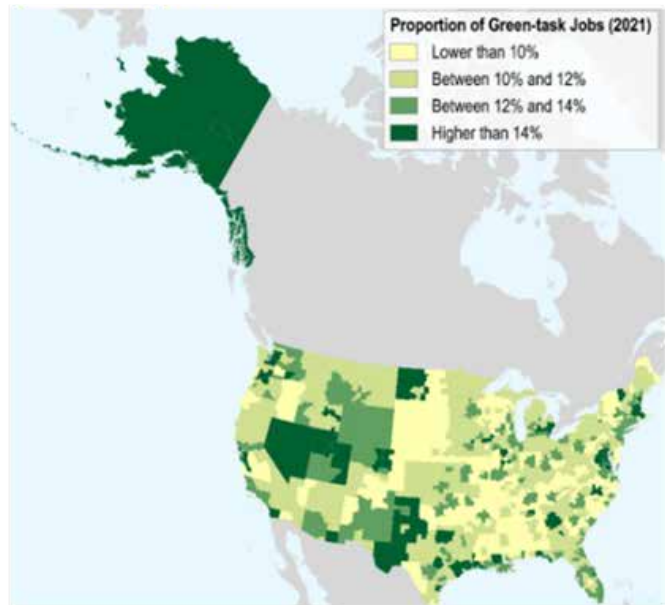 Proportion of Green-task Jobs (2021)
Lower than 10%
Between 10% and 12%
Between 12% and 14%
Higher than 14%